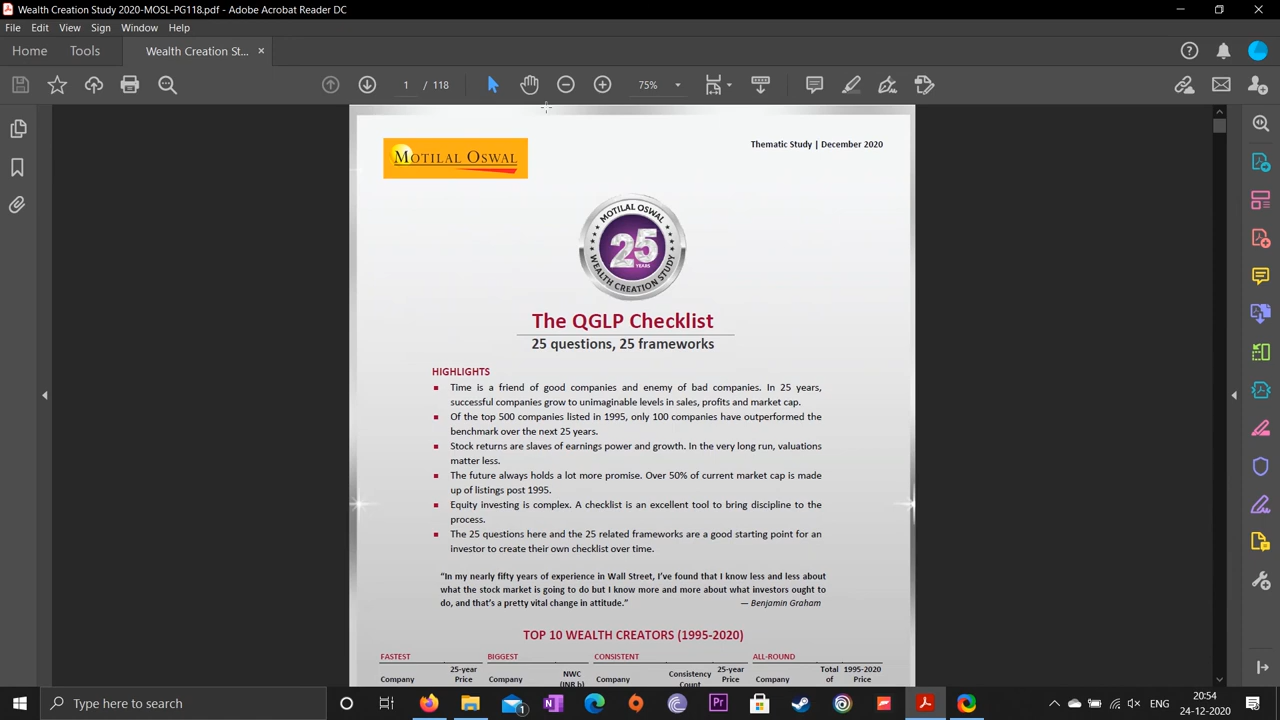 Wealth Creation Study 2020-MOSL-PG118.pdf - Adobe Acrobat Reader DC
File Edit View Sign Window Help
Home Tools Wealth Creation St... ×
1 / 118 75%
MOTILAL OSWAL
Thematic Study | December 2020
MOTILAL OSWAL
25
YEARS
WEALTH CREATION STUDY
The QGLP Checklist
25 questions, 25 frameworks
HIGHLIGHTS
Time is a friend of good companies and enemy of bad companies. In 25 years,
successful companies grow to unimaginable levels in sales, profits and market cap.
Of the top 500 companies listed in 1995, only 100 companies have outperformed the
benchmark over the next 25 years.
Stock returns are slaves of earnings power and growth. In the very long run, valuations
matter less.
The future always holds a lot more promise. Over 50% of current market cap is made
up of listings post 1995.
Equity investing is complex. A checklist is an excellent tool to bring discipline to the
process.
The 25 questions here and the 25 related frameworks are a good starting point for an
investor to create their own checklist over time.
“In my nearly fifty years of experience in Wall Street, I’ve found that I know less and less about
what the stock market is going to do but I know more and more about what investors ought to
do, and that’s a pretty vital change in attitude.” — Benjamin Graham
TOP 10 WEALTH CREATORS (1995-2020)
FASTEST BIGGEST CONSISTENT ALL-ROUND
25-year NWC Consistency 25-year Total 1995-2020
Company Price Company (INR b) Company Count Price Company of Price
Type here to search
1
Pr
20:54
24-12-2020